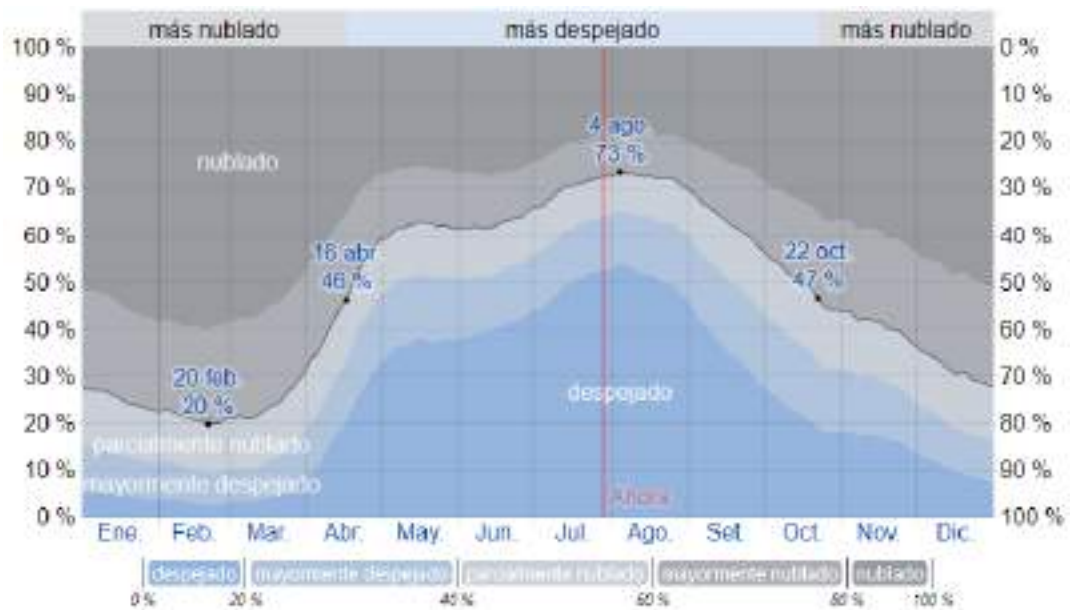 más nublado más despejado más nublado
100 % 0 %
90 % 10 %
80 % 4 ago 20 %
nublado 73 %
70 % 30 %
60 % 40 %
16 abr 22 oct
50 % 46 % 47 % 50 %
40 % 60 %
30 % 70 %
20 feb despejado
20 % 20 % 80 %
parcialmente nublado
10 % mayormente despejado 90 %
0 % Ahora 100 %
Ene. Feb. Mar. Abr. May. Jun. Jul. Ago. Set. Oct. Nov. Dic.
despejado mayormente despejado parcialmente nublado mayormente nublado nublado
0 % 20 % 40 % 60 % 80 % 100 %